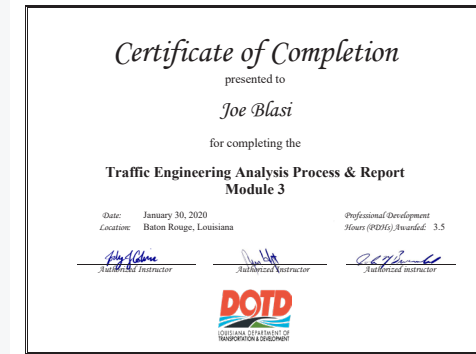 Certificate of Completion
presented to
Joe Blasi
for completing the
Traffic Engineering Analysis Process & Report
Module 3
Date: January 30, 2020
Location: Baton Rouge, Louisiana
Professional Development
Hours (PDHs) Awarded: 3.5
Authorized Instructor
Authorized Instructor
Authorized instructor
DOTD
LOUISIANA DEPARTMENT OF
TRANSPORTATION & DEVELOPMENT